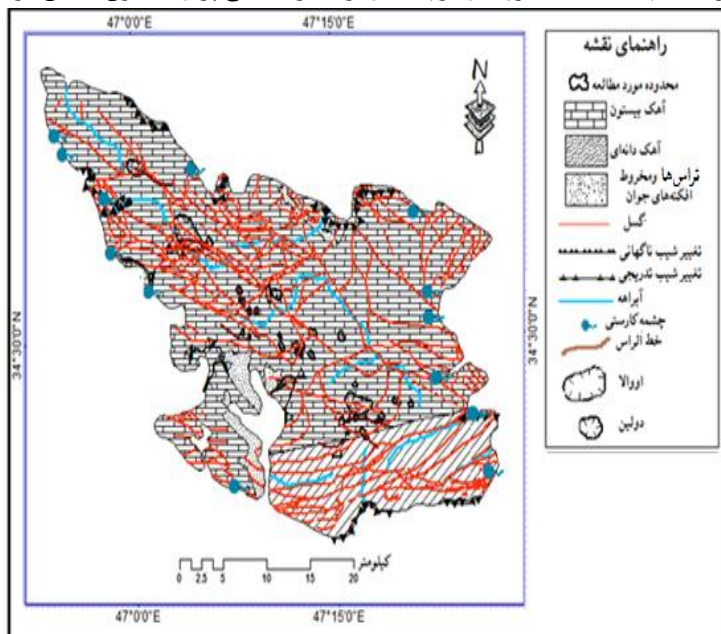 47°0'0"E 47°15'0"E
N
34°30'0"N
34°30'0"N
کیلومتر
0 2.5 5 10 15 20
47°0'0"E 47°15'0"E
راهنمای نقشه
محدوده مورد مطالعه
آهک بیستون
آهک دانه‌ای
تراس‌ها ومخروط
افکنه‌های جوان
گسل
تغییر شیب ناگهانی
تغییر شیب تدریجی
آبراهه
چشمه کارستی
خط الراس
اووالا
دولین